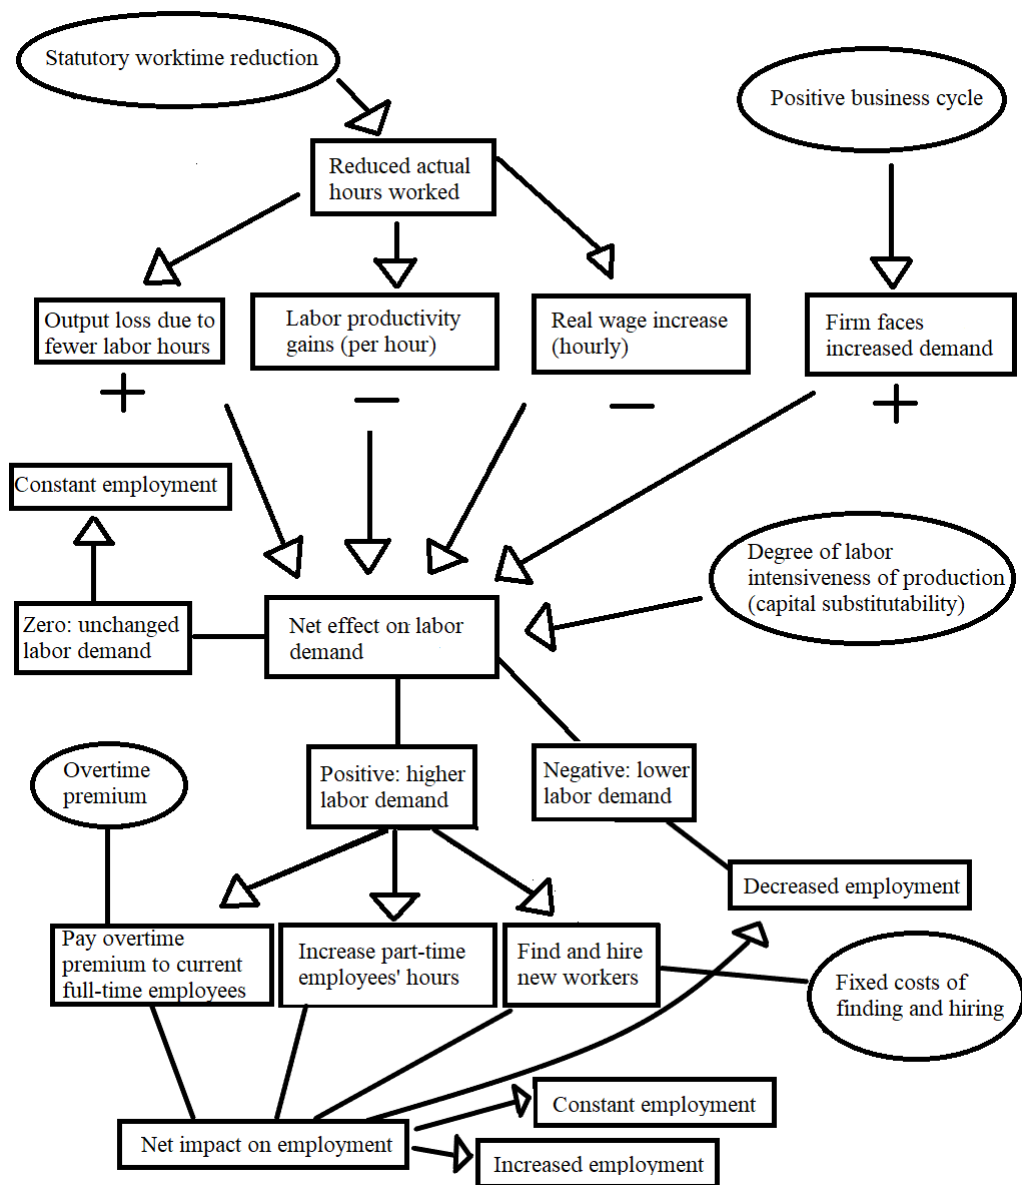 Statutory worktime reduction
Positive business cycle
Reduced actual
hours worked
Output loss due to
fewer labor hours
Labor productivity
gains (per hour)
Real wage increase
(hourly)
Firm faces
increased demand
+
−
−
+
Constant employment
Degree of labor
intensiveness of production
(capital substitutability)
Zero: unchanged
labor demand
Net effect on labor
demand
Overtime
premium
Positive: higher
labor demand
Negative: lower
labor demand
Decreased employment
Pay overtime
premium to current
full-time employees
Increase part-time
employees' hours
Find and hire
new workers
Fixed costs of
finding and hiring
Constant employment
Net impact on employment
Increased employment